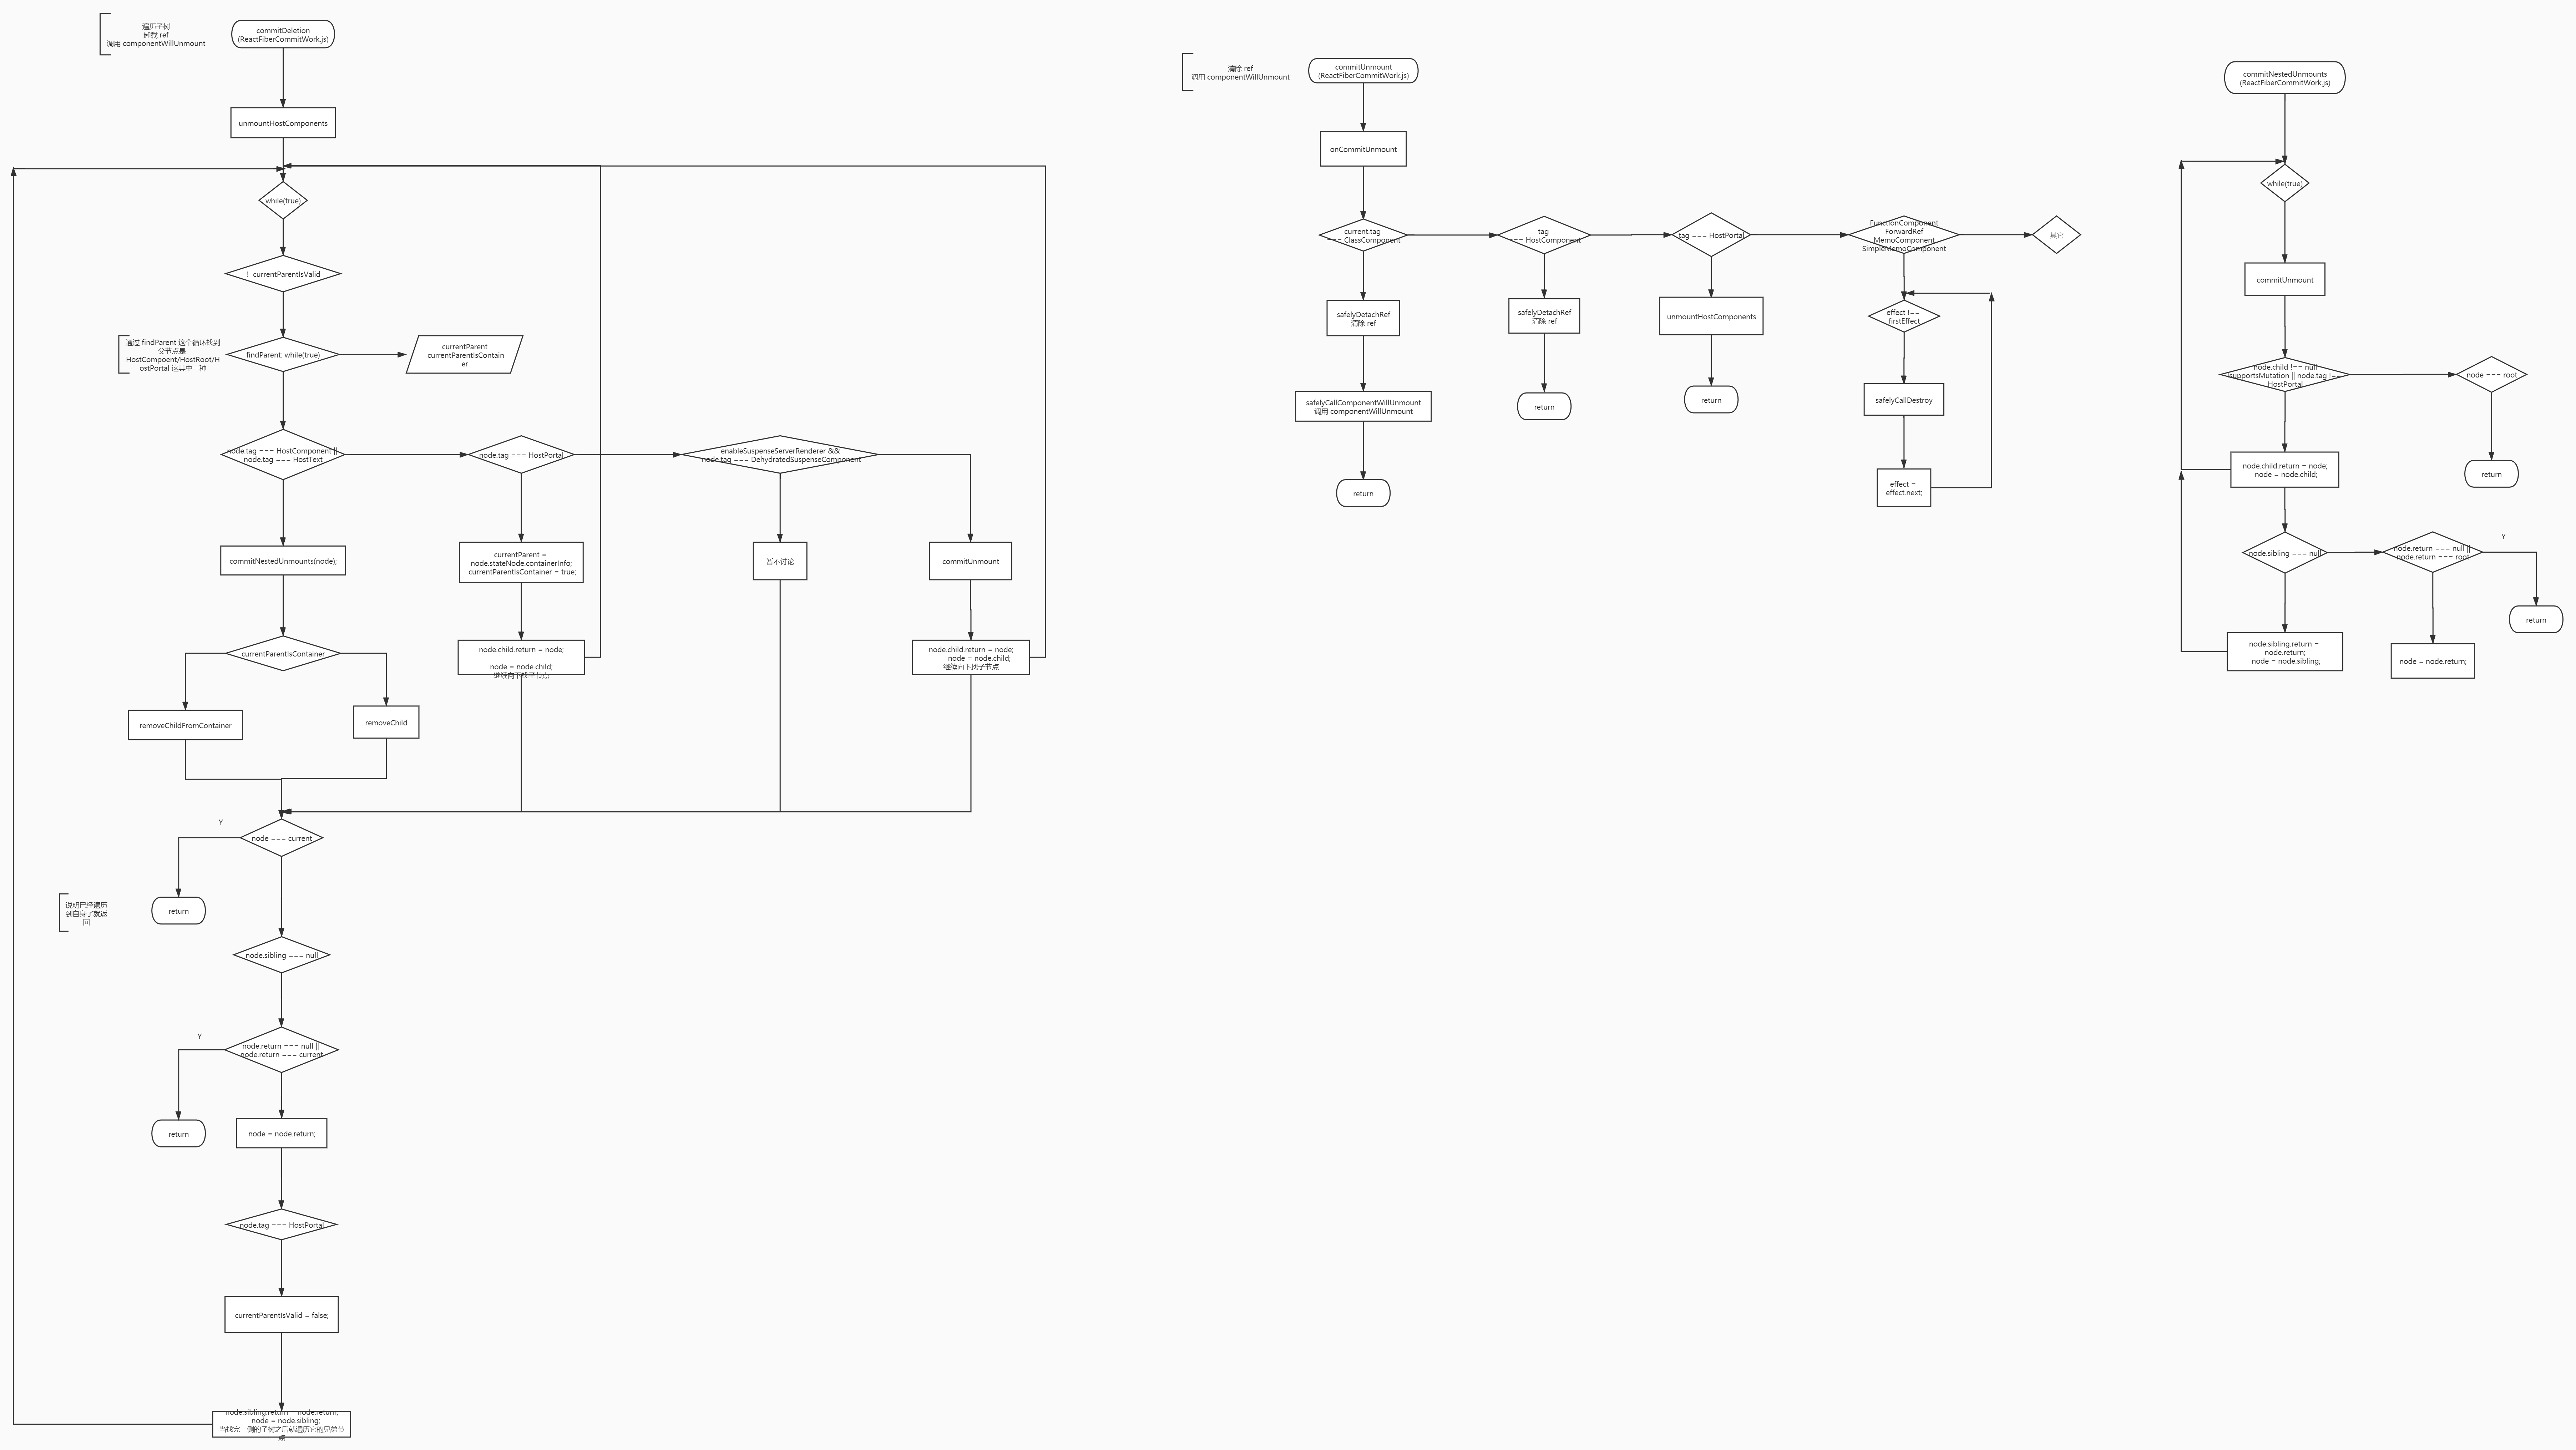 遍历子树
卸载 ref
调用 componentWillUnmount
commitDeletion
(ReactFiberCommitWork.js)
unmountHostComponents
while(true)
! currentParentIsValid
通过 findParent 这个循环找到
父节点是
HostCompoent/HostRoot/H
ostPortal 这其中一种
findParent: while(true)
currentParent
currentParentIsContain
er
node.tag === HostComponent ||
node.tag === HostText
node.tag === HostPortal
enableSuspenseServerRenderer &&
node.tag === DehydratedSuspenseComponent
commitNestedUnmounts(node);
currentParent =
node.stateNode.containerInfo;
currentParentIsContainer = true;
暂不讨论
commitUnmount
currentParentIsContainer
node.child.return = node;
node = node.child;
继续向下找子节点
node.child.return = node;
node = node.child;
继续向下找子节点
removeChildFromContainer
removeChild
Y
node === current
说明已经遍历
到自身了就返
回
return
node.sibling === null
Y
node.return === null ||
node.return === current
return
node = node.return;
node.tag === HostPortal
currentParentIsValid = false;
node.sibling.return = node.return;
node = node.sibling;
当找完一侧的子树之后就遍历它的兄弟节
点
清除 ref
调用 componentWillUnmount
commitUnmount
(ReactFiberCommitWork.js)
onCommitUnmount
current.tag
=== ClassComponent
tag
=== HostComponent
tag === HostPortal
FunctionComponent
ForwardRef
MemoComponent
SimpleMemoComponent
其它
safelyDetachRef
清除 ref
safelyDetachRef
清除 ref
unmountHostComponents
effect !==
firstEffect
safelyCallComponentWillUnmount
调用 componentWillUnmount
return
return
safelyCallDestroy
return
effect =
effect.next;
commitNestedUnmounts
(ReactFiberCommitWork.js)
while(true)
commitUnmount
node.child !== null
!supportsMutation || node.tag !==
HostPortal
node === root
node.child.return = node;
node = node.child;
return
node.sibling === null
node.return === null ||
node.return === root
Y
return
node.sibling.return =
node.return;
node = node.sibling;
node = node.return;